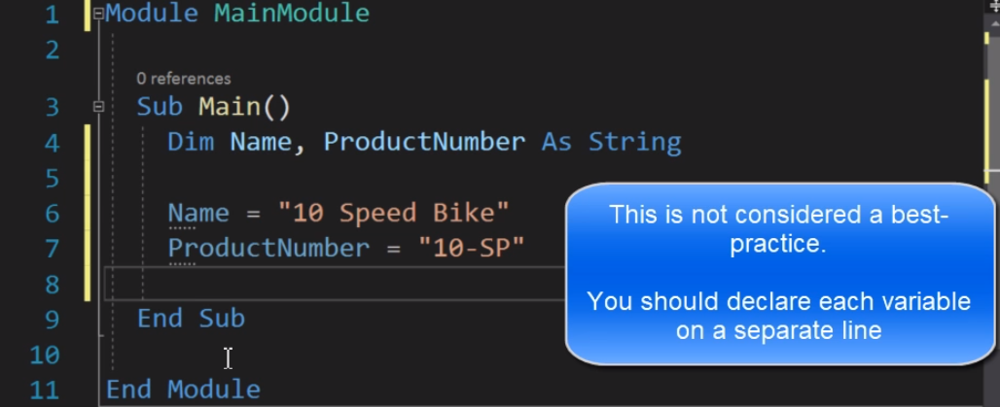 1 Module MainModule
2
0 references
3 Sub Main()
4 Dim Name, ProductNumber As String
5
6 Name = "10 Speed Bike"
7 ProductNumber = "10-SP"
8
9 End Sub
10
11 End Module
This is not considered a best-
practice.
You should declare each variable
on a separate line